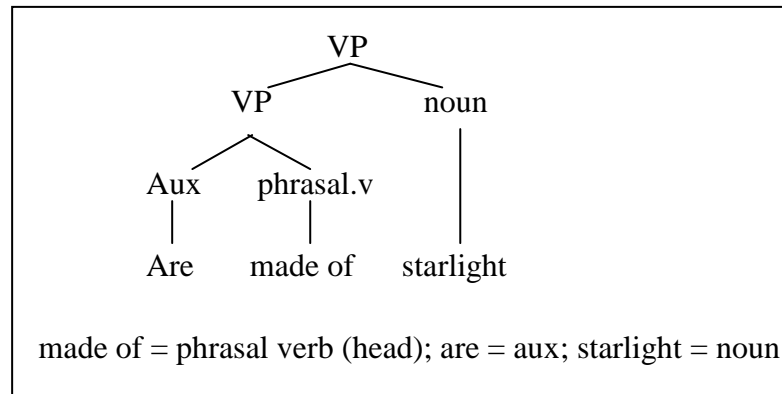 VP
VP noun
Aux phrasal.v
Are made of starlight
made of = phrasal verb (head); are = aux; starlight = noun